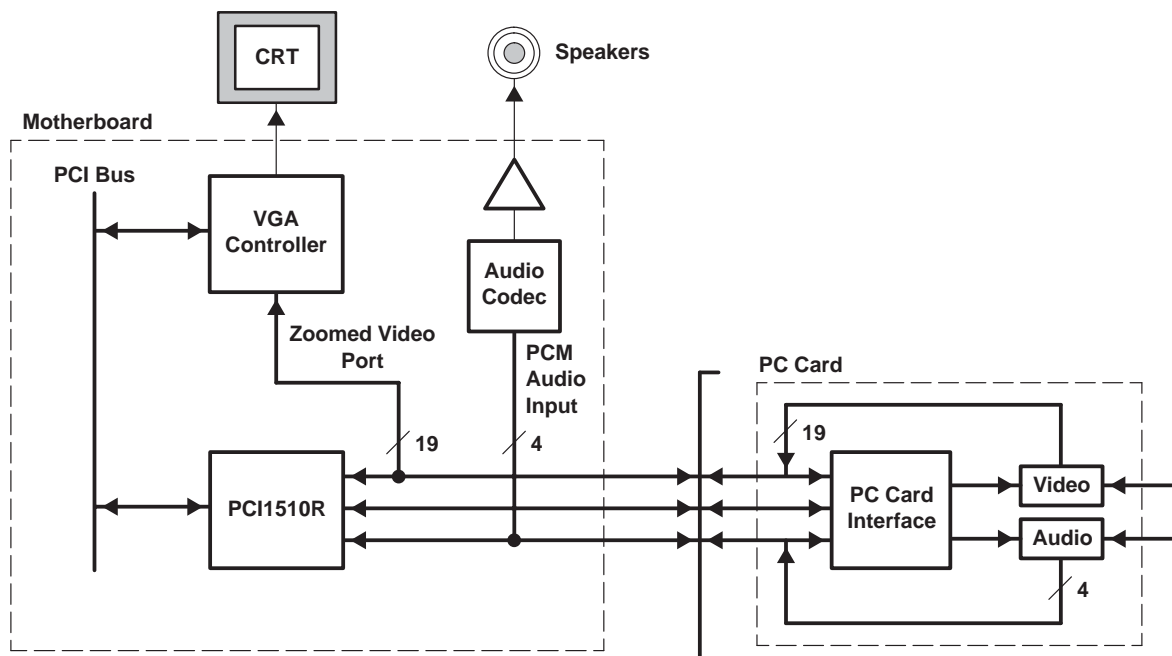 CRT
Speakers
Motherboard
PCI Bus
VGA
Controller
Audio
Codec
Zoomed Video
Port
PCM
Audio
Input
PC Card
19
4
19
PCI1510R
PC Card
Interface
Video
Audio
4